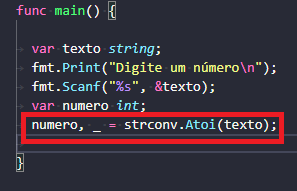 func main() {
var texto string;
fmt.Print("Digite um número\n");
fmt.Scanf("%s", &texto);
var numero int;
numero, _ = strconv.Atoi(texto);
}